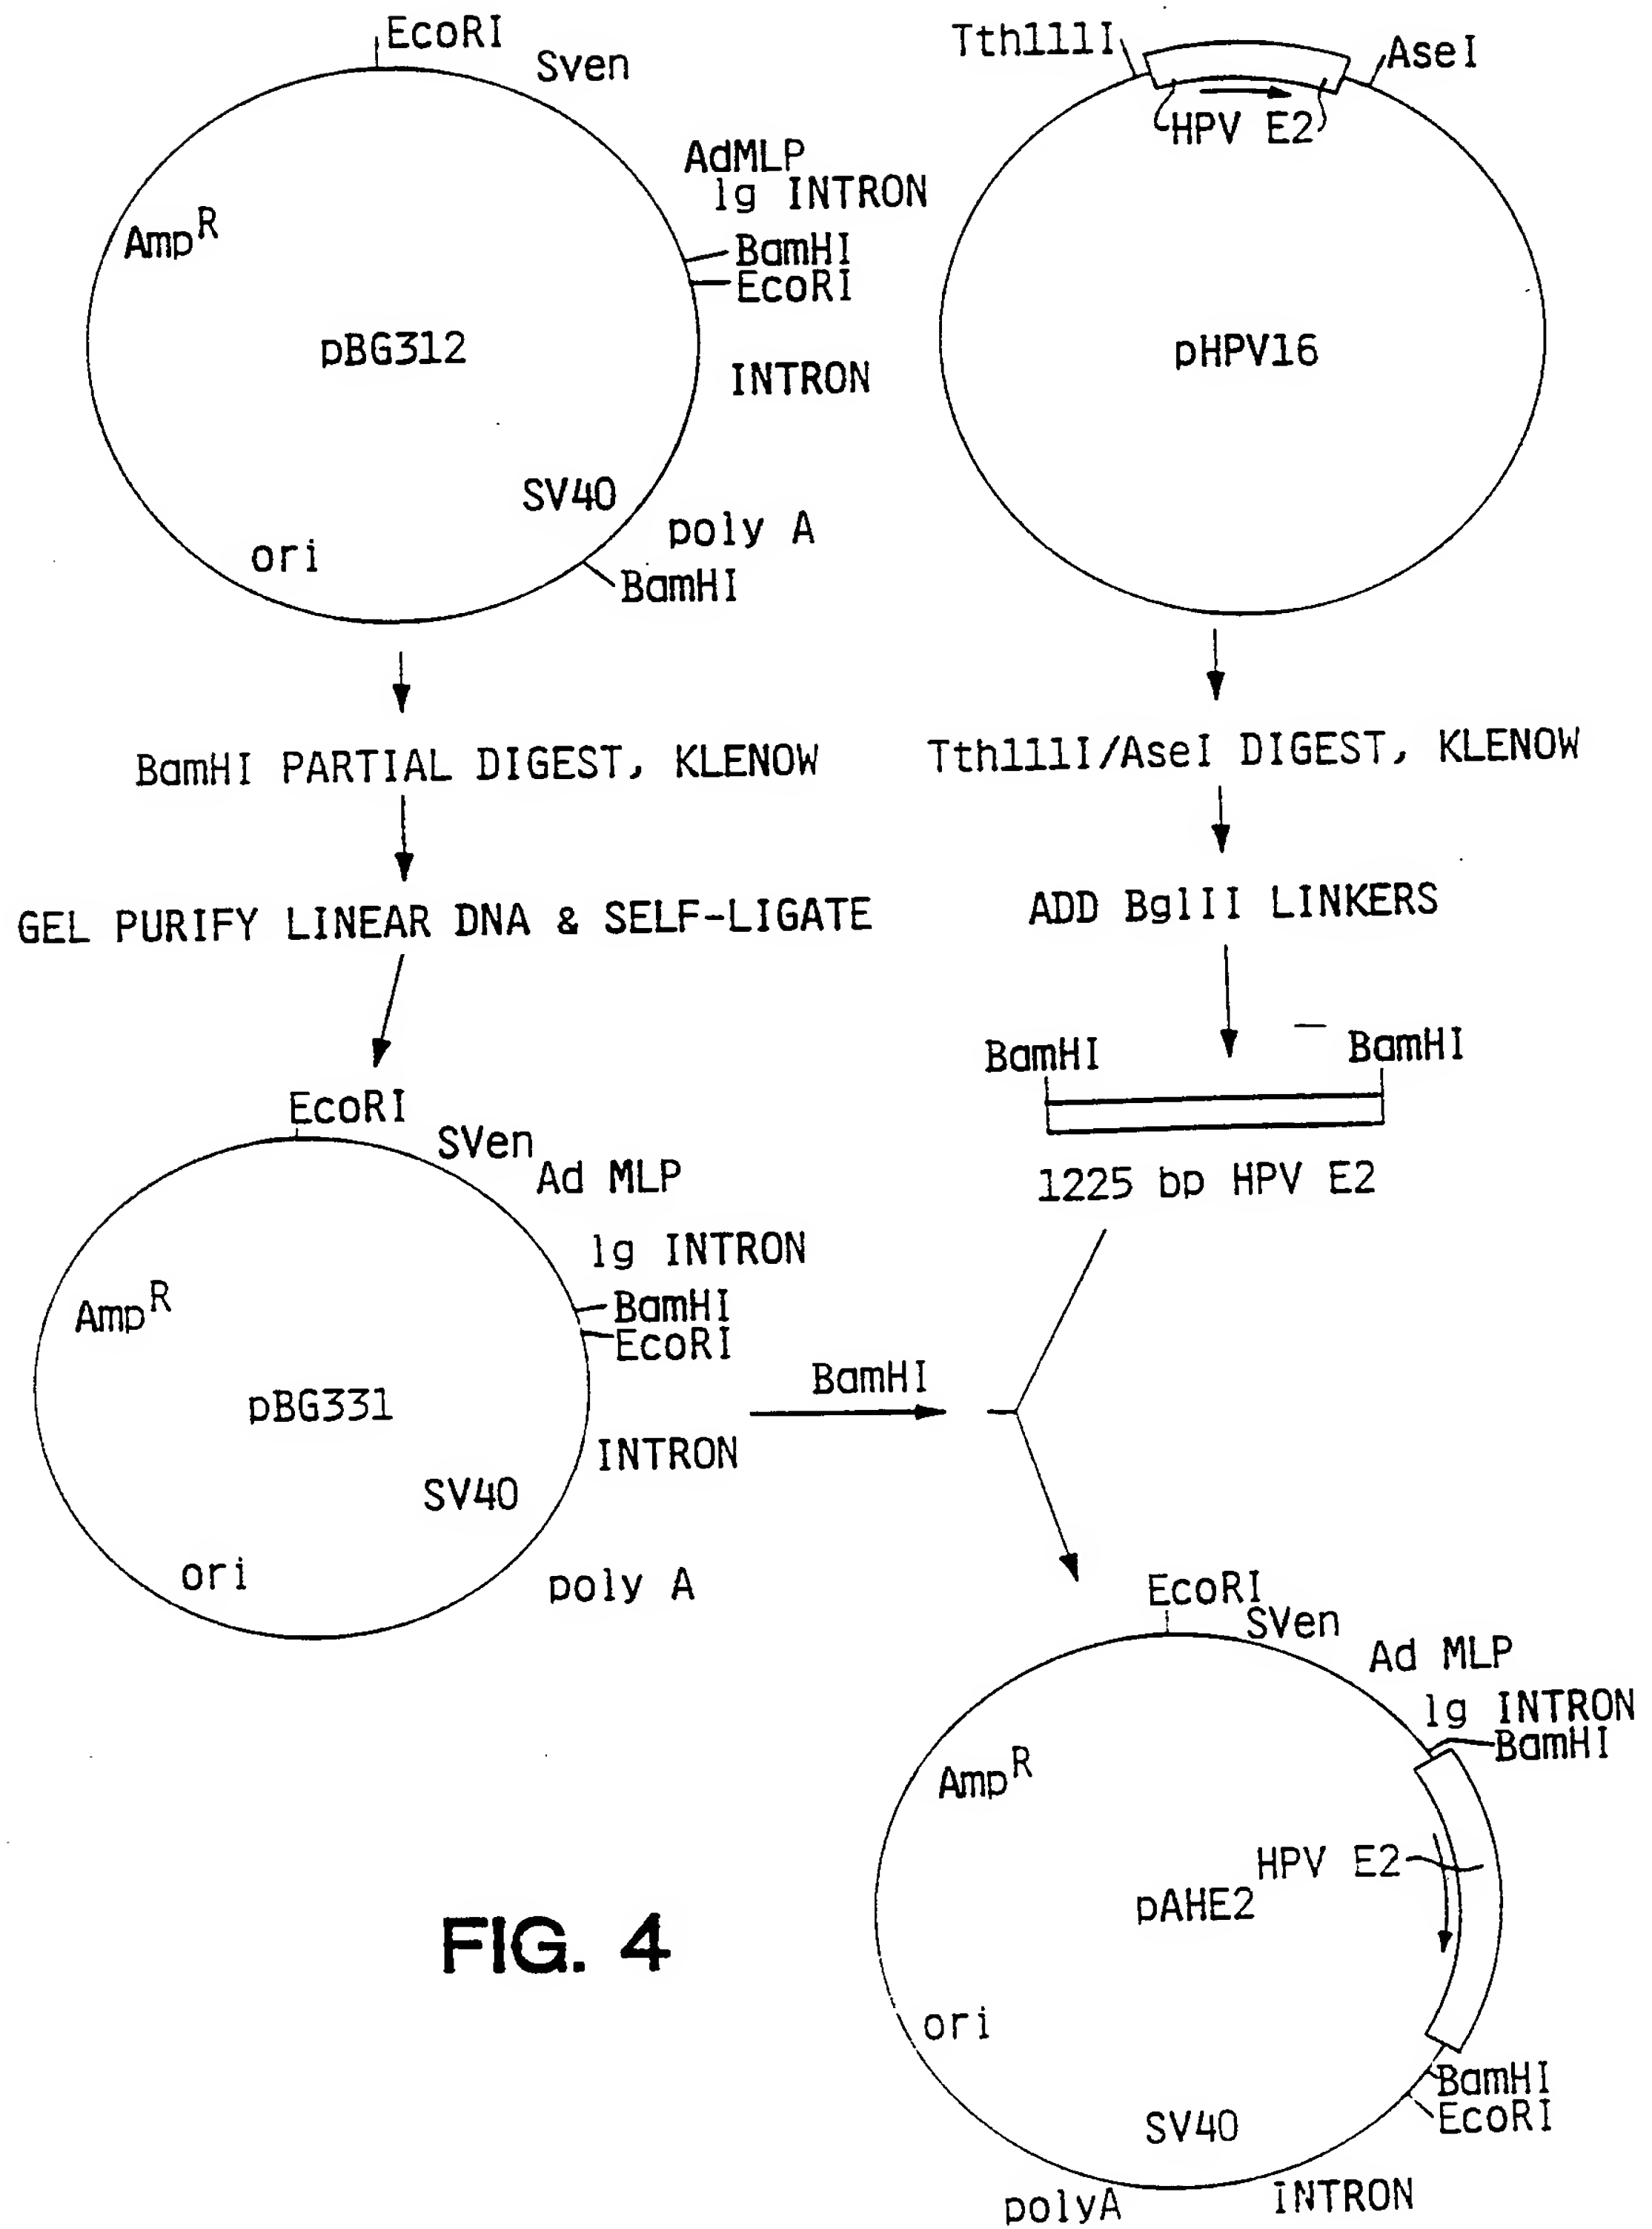 EcoRI
Sven
AdMLP
lg INTRON
BamHI
EcoRI
Amp^R
pBG312
INTRON
SV40
poly A
ori
BamHI
Tth111I
AseI
HPV E2
pHPV16
BamHI PARTIAL DIGEST, KLENOW
GEL PURIFY LINEAR DNA & SELF-LIGATE
Tth111I/AseI DIGEST, KLENOW
ADD BglII LINKERS
BamHI
BamHI
1225 bp HPV E2
EcoRI
SVen
Ad MLP
lg INTRON
BamHI
EcoRI
Amp^R
pBG331
INTRON
SV40
ori
poly A
BamHI
EcoRI
SVen
Ad MLP
lg INTRON
BamHI
Amp^R
HPV E2
pAHE2
ori
BamHI
EcoRI
SV40
INTRON
polyA
FIG. 4